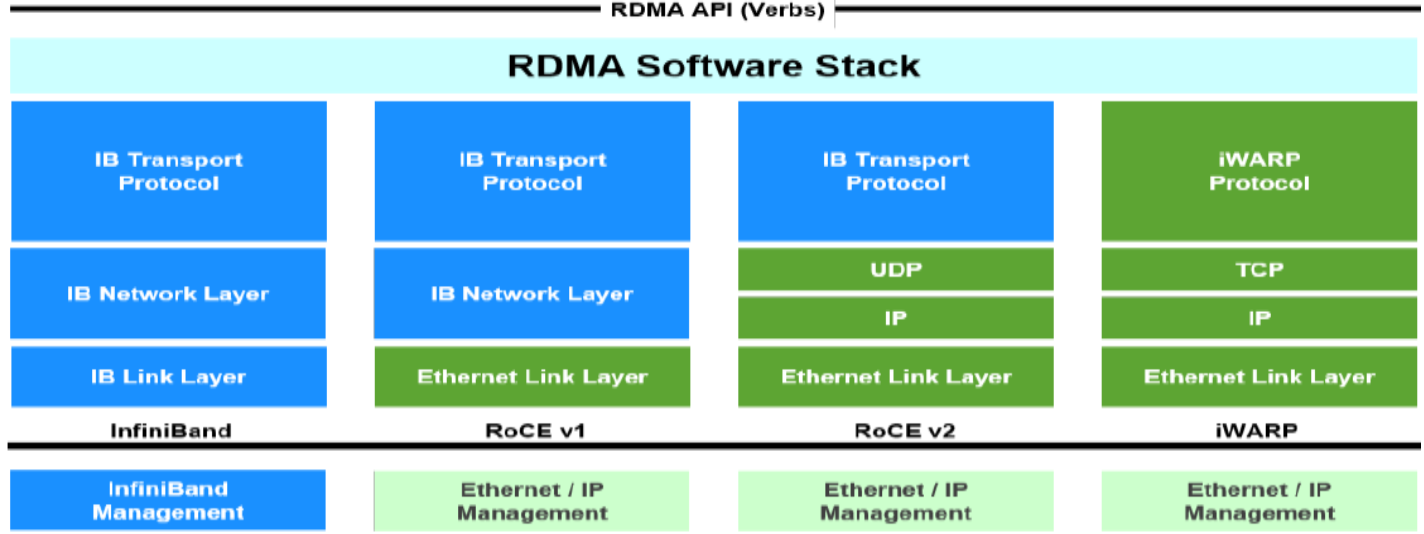 RDMA API (Verbs)
RDMA Software Stack
IB Transport
Protocol
IB Transport
Protocol
IB Transport
Protocol
iWARP
Protocol
IB Network Layer
IB Network Layer
UDP
TCP
IP
IP
IB Link Layer
Ethernet Link Layer
Ethernet Link Layer
Ethernet Link Layer
InfiniBand
RoCE v1
RoCE v2
iWARP
InfiniBand
Management
Ethernet / IP
Management
Ethernet / IP
Management
Ethernet / IP
Management